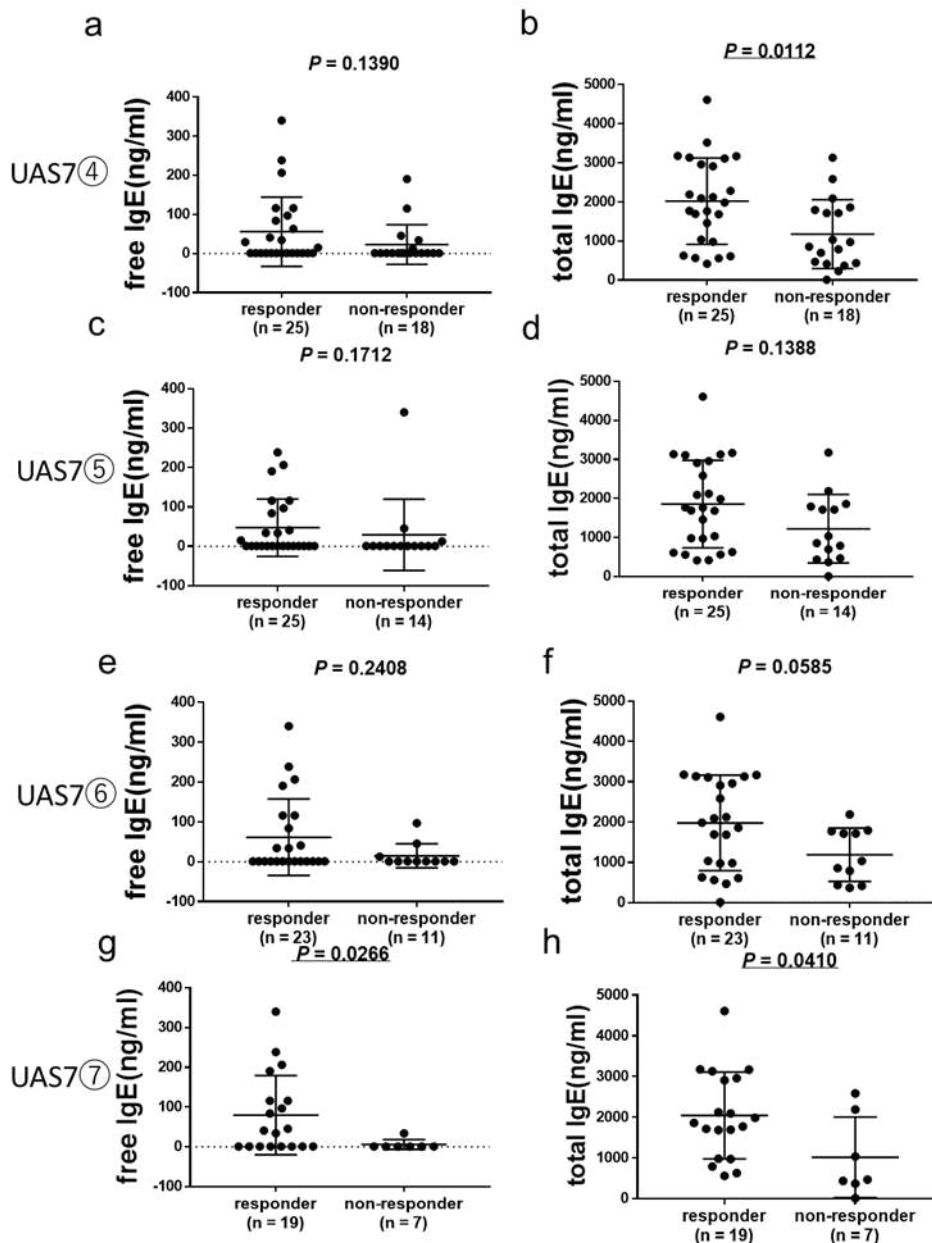 a
b
P = 0.1390
P = 0.0112
UAS7④
free IgE(ng/ml)
400
300
200
100
0
-100
responder
(n = 25)
non-responder
(n = 18)
total IgE(ng/ml)
5000
4000
3000
2000
1000
0
responder
(n = 25)
non-responder
(n = 18)
c
d
P = 0.1712
P = 0.1388
UAS7⑤
free IgE(ng/ml)
400
300
200
100
0
-100
responder
(n = 25)
non-responder
(n = 14)
total IgE(ng/ml)
5000
4000
3000
2000
1000
0
responder
(n = 25)
non-responder
(n = 14)
e
f
P = 0.2408
P = 0.0585
UAS7⑥
free IgE(ng/ml)
400
300
200
100
0
-100
responder
(n = 23)
non-responder
(n = 11)
total IgE(ng/ml)
5000
4000
3000
2000
1000
0
responder
(n = 23)
non-responder
(n = 11)
g
h
P = 0.0266
P = 0.0410
UAS7⑦
free IgE(ng/ml)
400
300
200
100
0
-100
responder
(n = 19)
non-responder
(n = 7)
total IgE(ng/ml)
5000
4000
3000
2000
1000
0
responder
(n = 19)
non-responder
(n = 7)